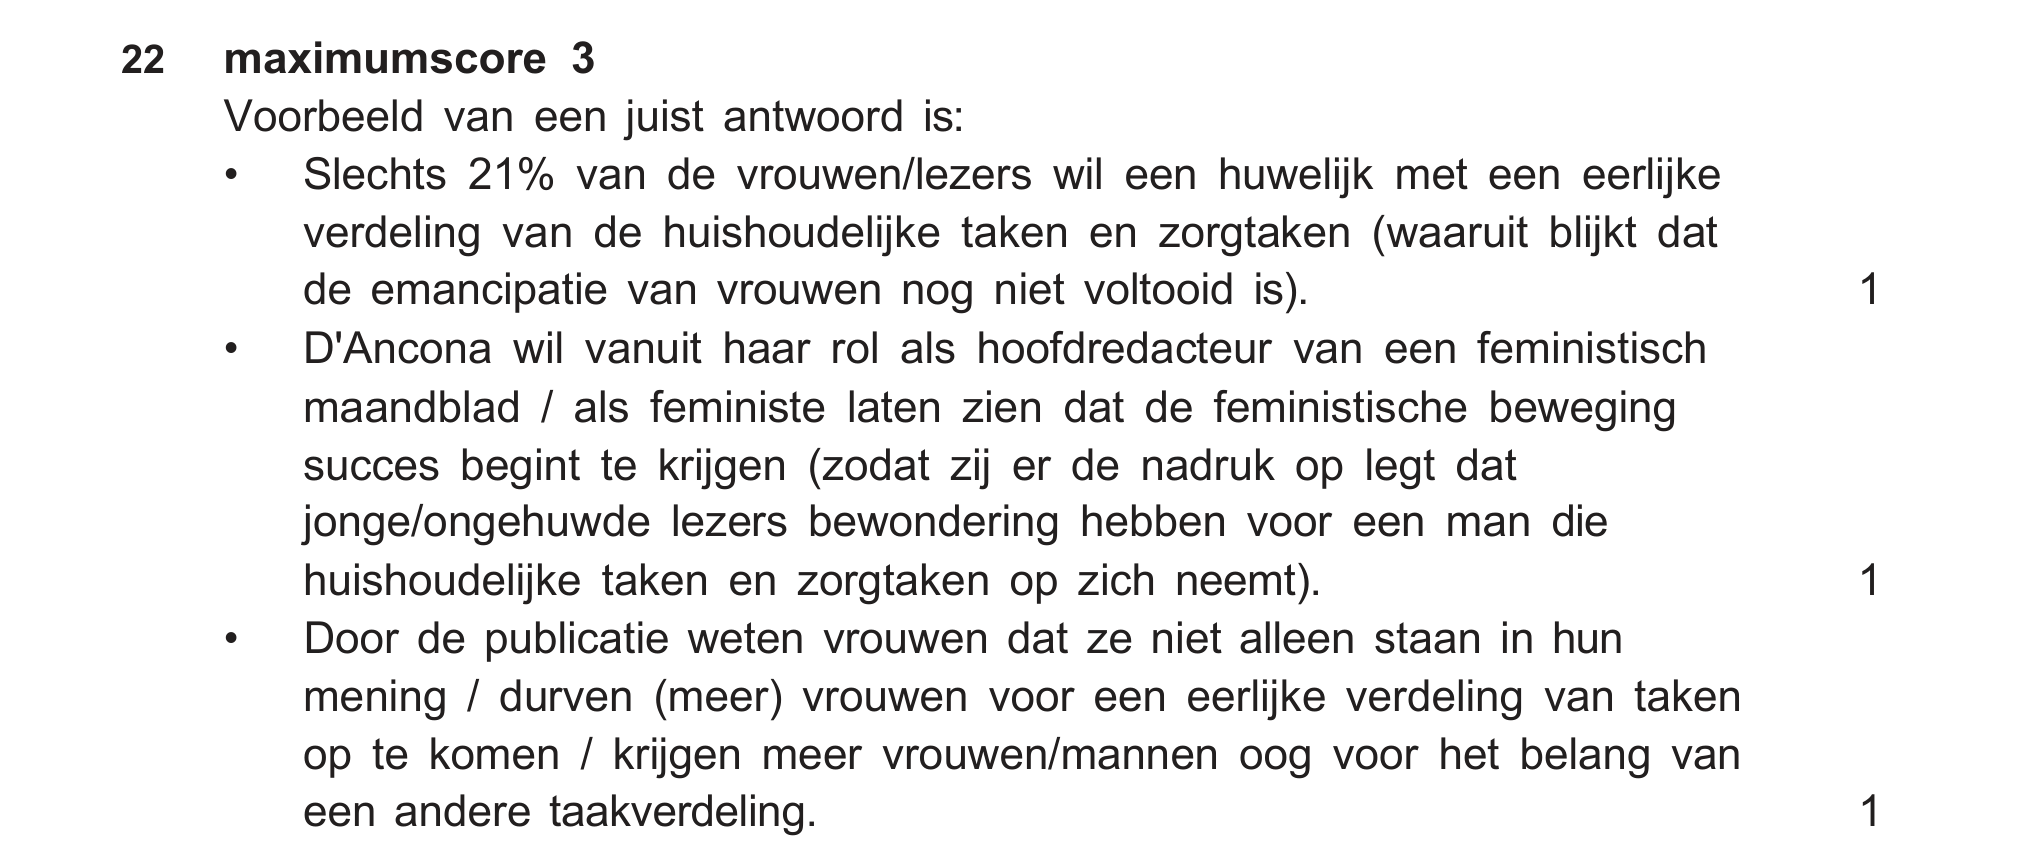 22 maximumscore 3
Voorbeeld van een juist antwoord is:
• Slechts 21% van de vrouwen/lezers wil een huwelijk met een eerlijke
verdeling van de huishoudelijke taken en zorgtaken (waaruit blijkt dat
de emancipatie van vrouwen nog niet voltooid is). 1
• D'Ancona wil vanuit haar rol als hoofdredacteur van een feministisch
maandblad / als feministe laten zien dat de feministische beweging
succes begint te krijgen (zodat zij er de nadruk op legt dat
jonge/ongehuwde lezers bewondering hebben voor een man die
huishoudelijke taken en zorgtaken op zich neemt). 1
• Door de publicatie weten vrouwen dat ze niet alleen staan in hun
mening / durven (meer) vrouwen voor een eerlijke verdeling van taken
op te komen / krijgen meer vrouwen/mannen oog voor het belang van
een andere taakverdeling. 1